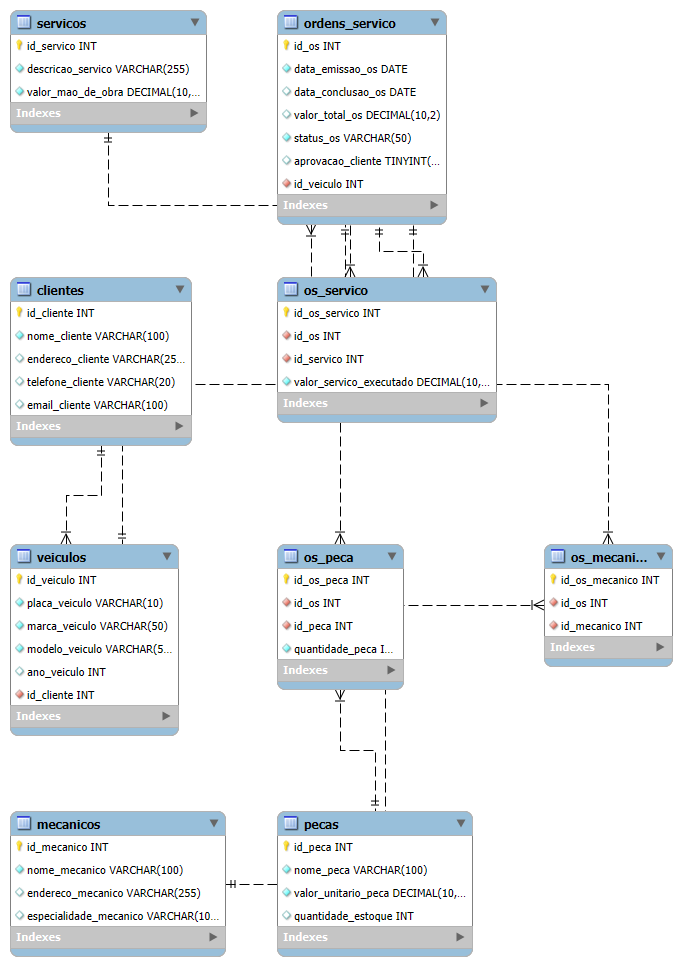 servicos
id_servico INT
descricao_servico VARCHAR(255)
valor_mao_de_obra DECIMAL(10,...
Indexes
ordens_servico
id_os INT
data_emissao_os DATE
data_conclusao_os DATE
valor_total_os DECIMAL(10,2)
status_os VARCHAR(50)
aprovacao_cliente TINYINT(...
id_veiculo INT
Indexes
clientes
id_cliente INT
nome_cliente VARCHAR(100)
endereco_cliente VARCHAR(25...
telefone_cliente VARCHAR(20)
email_cliente VARCHAR(100)
Indexes
os_servico
id_os_servico INT
id_os INT
id_servico INT
valor_servico_executado DECIMAL(10,...
Indexes
veiculos
id_veiculo INT
placa_veiculo VARCHAR(10)
marca_veiculo VARCHAR(50)
modelo_veiculo VARCHAR(5...
ano_veiculo INT
id_cliente INT
Indexes
os_peca
id_os_peca INT
id_os INT
id_peca INT
quantidade_peca I...
Indexes
os_mecani...
id_os_mecanico INT
id_os INT
id_mecanico INT
Indexes
mecanicos
id_mecanico INT
nome_mecanico VARCHAR(100)
endereco_mecanico VARCHAR(255)
especialidade_mecanico VARCHAR(10...
Indexes
pecas
id_peca INT
nome_peca VARCHAR(100)
valor_unitario_peca DECIMAL(10,...
quantidade_estoque INT
Indexes